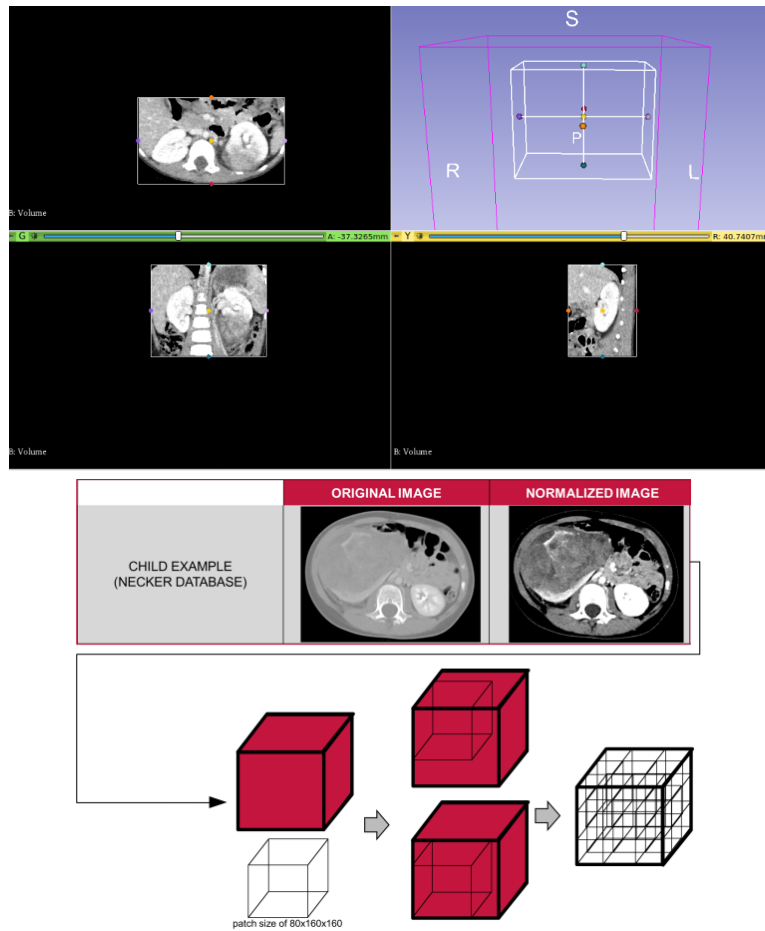 S
P
R
L
B: Volume
G
A: -37.3265mm
Y
R: 40.7407mm
B: Volume
B: Volume
ORIGINAL IMAGE
NORMALIZED IMAGE
CHILD EXAMPLE
(NECKER DATABASE)
patch size of 80x160x160